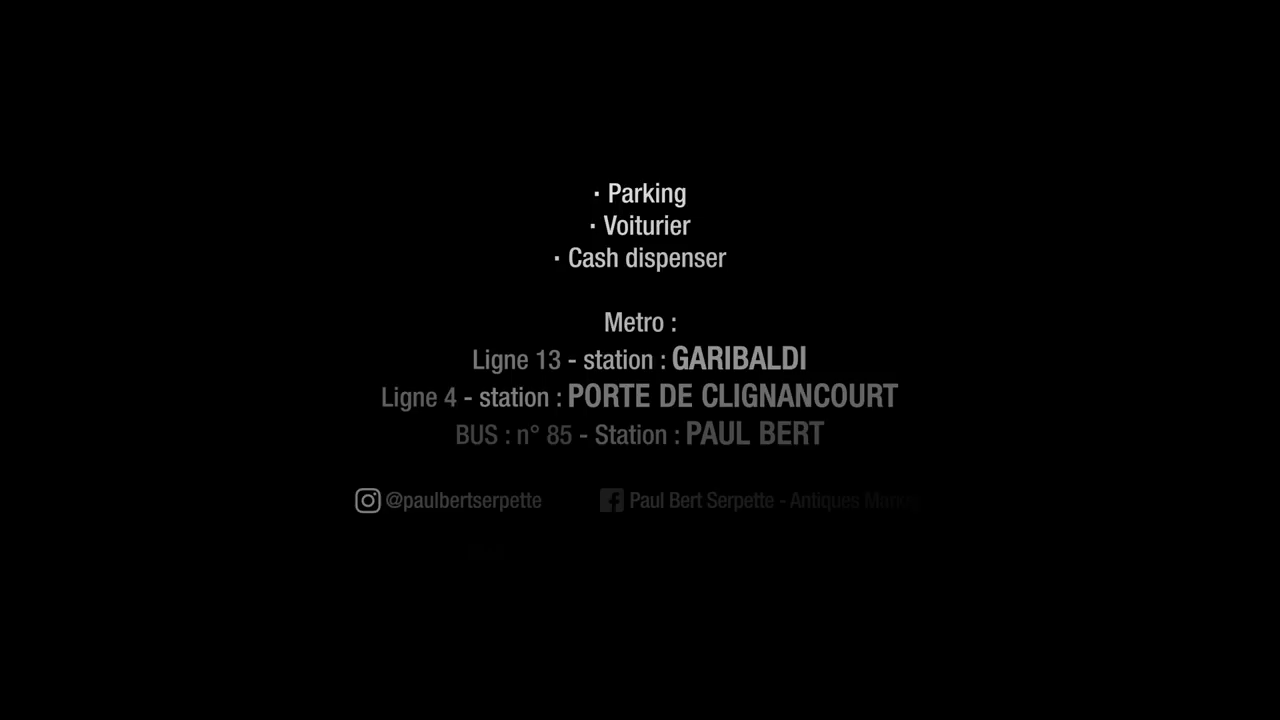 · Parking
· Voiturier
· Cash dispenser
Metro :
Ligne 13 - station : GARIBALDI
Ligne 4 - station : PORTE DE CLIGNANCOURT
BUS : n° 85 - Station : PAUL BERT
@paulbertserpette
Paul Bert Serpette - Antiques